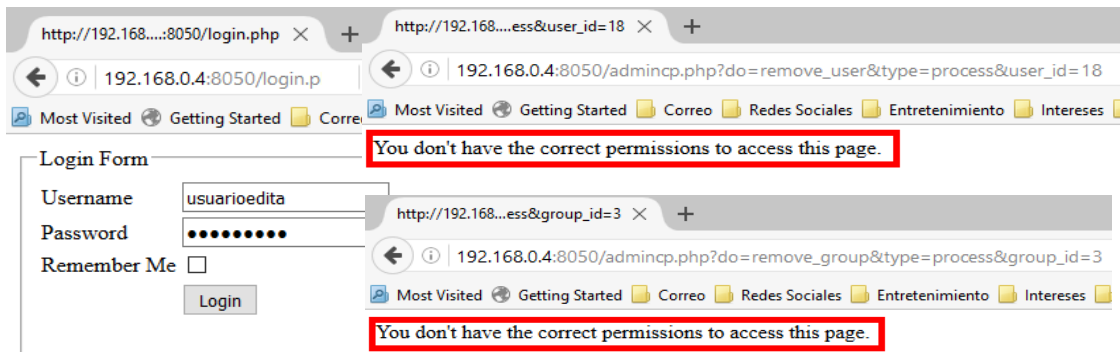 http://192.168....:8050/login.php
192.168.0.4:8050/login.p
Most Visited Getting Started Corre
Login Form
Username usuarioedita
Password ●●●●●●●●●
Remember Me
Login
http://192.168....ess&user_id=18
192.168.0.4:8050/admincp.php?do=remove_user&type=process&user_id=18
Most Visited Getting Started Correo Redes Sociales Entretenimiento Intereses
You don't have the correct permissions to access this page.
http://192.168...ess&group_id=3
192.168.0.4:8050/admincp.php?do=remove_group&type=process&group_id=3
Most Visited Getting Started Correo Redes Sociales Entretenimiento Intereses
You don't have the correct permissions to access this page.